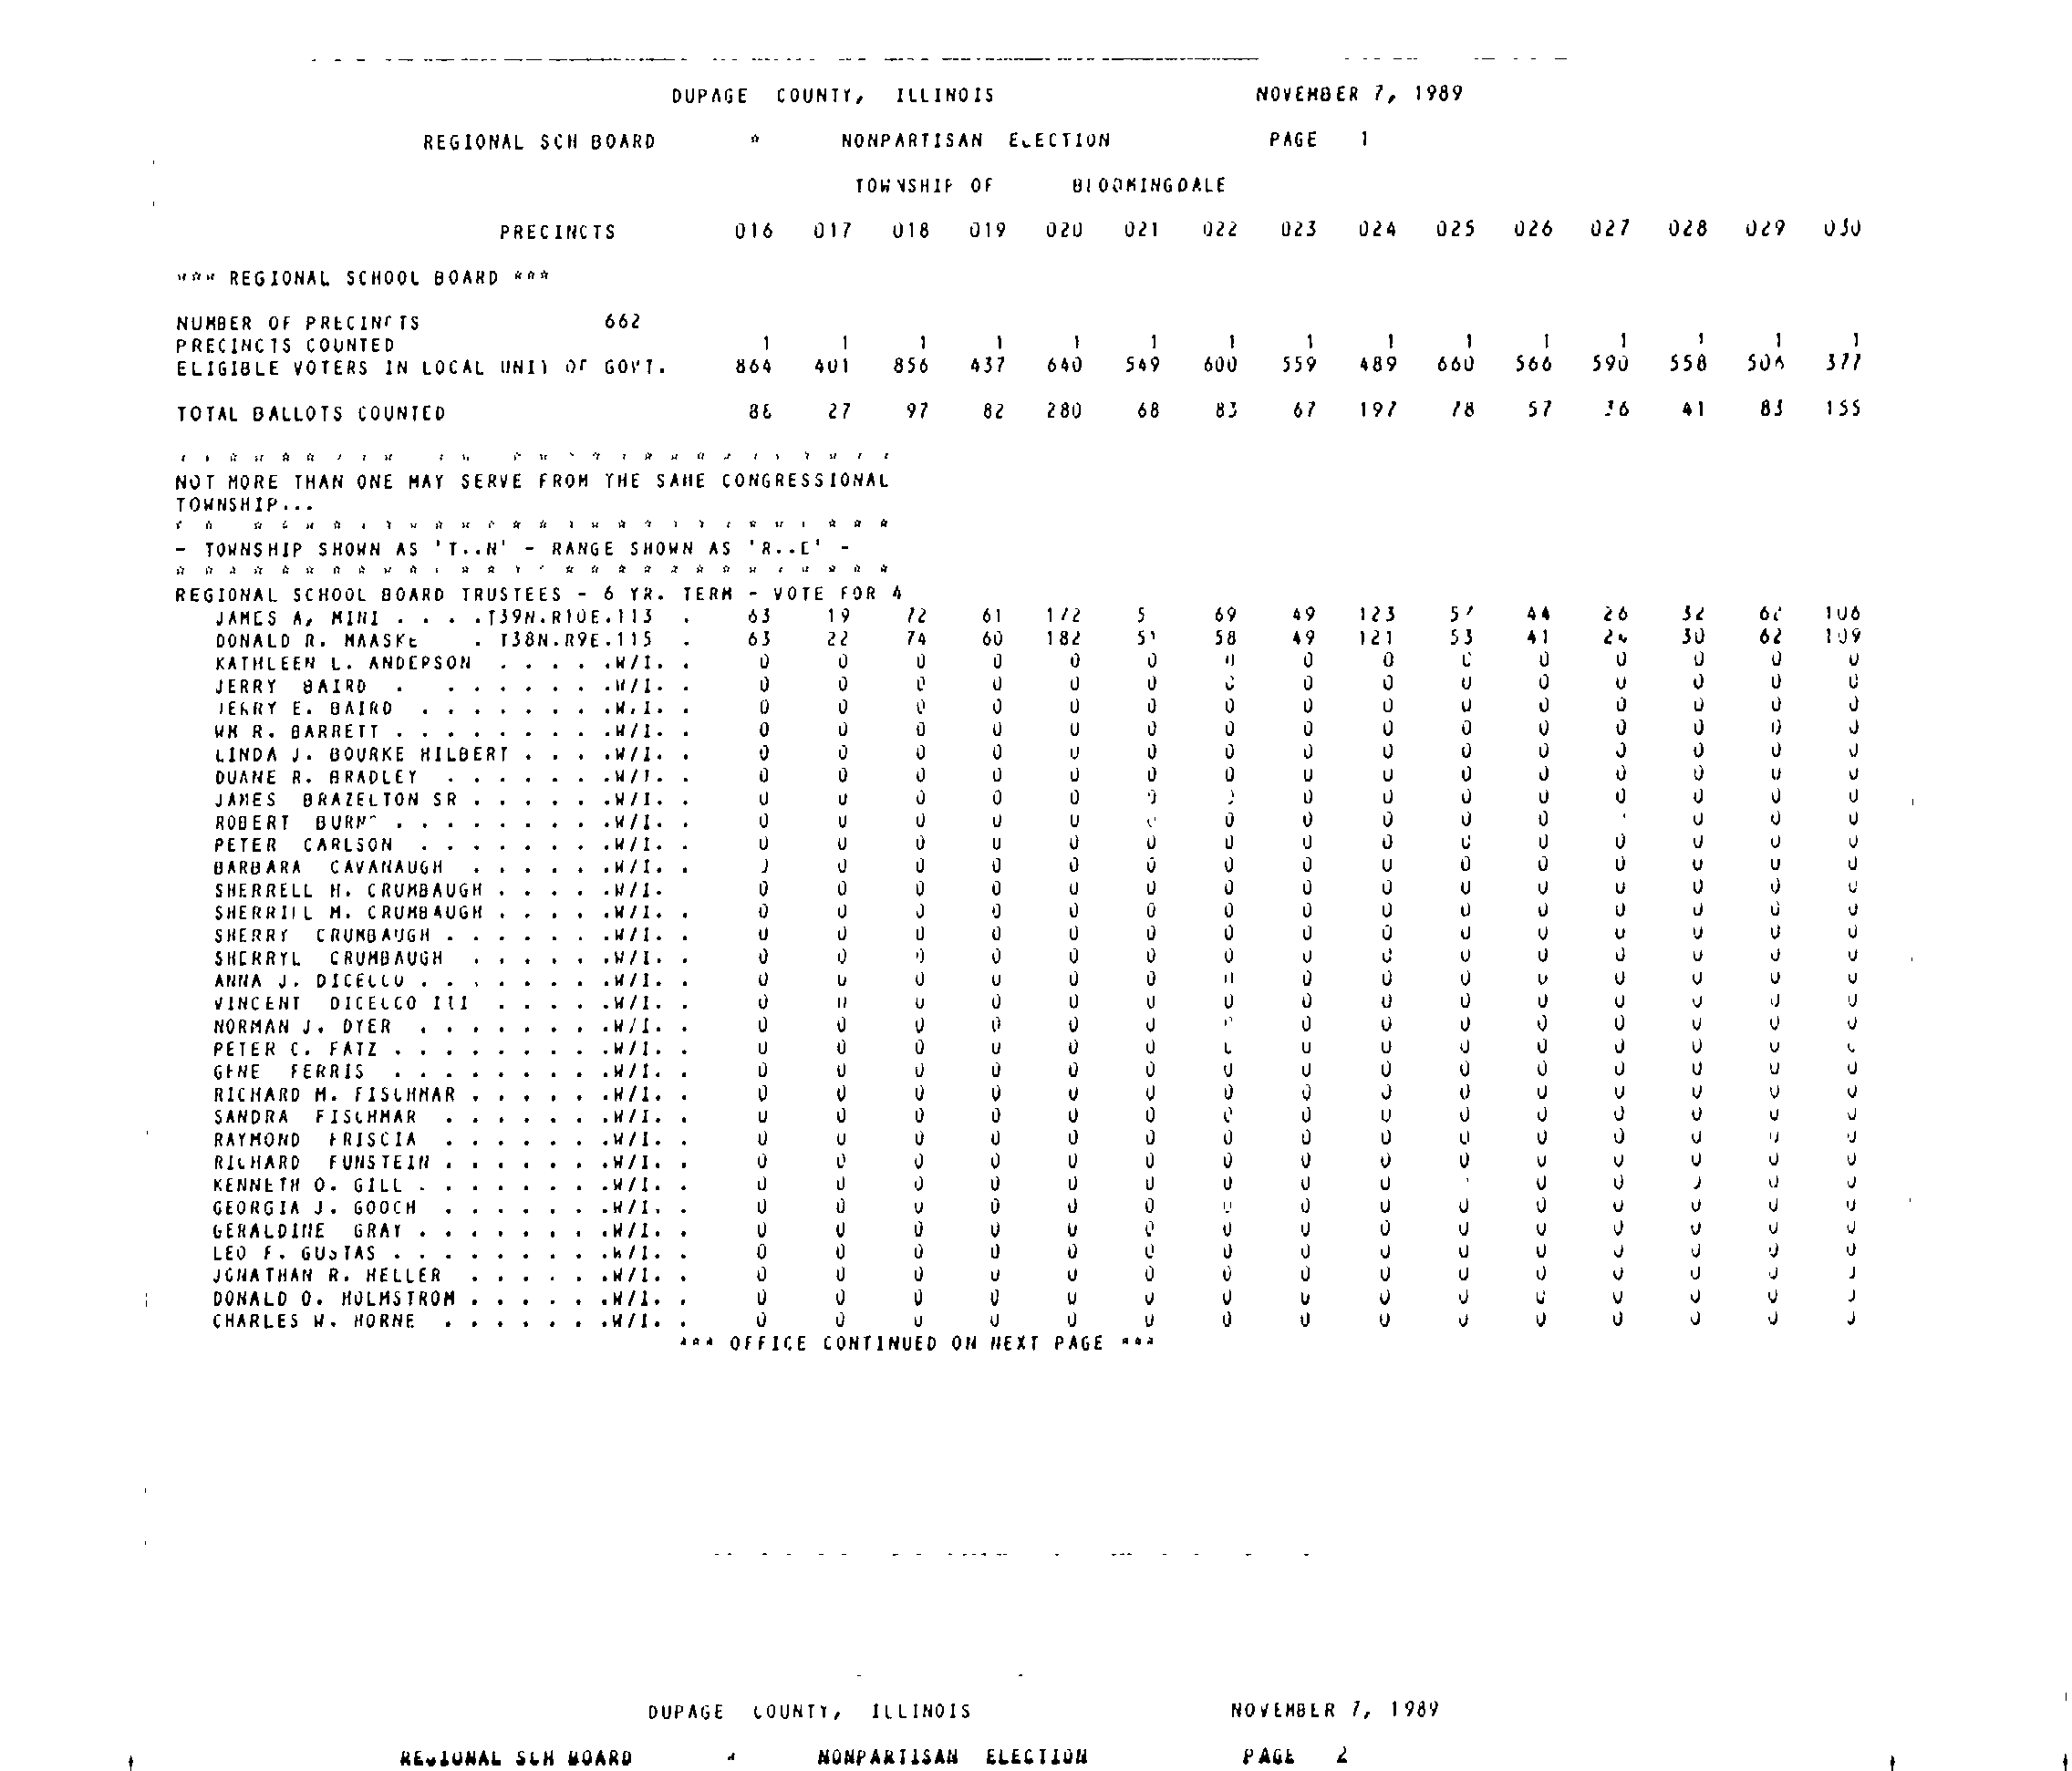 DUPAGE COUNTY, ILLINOIS NOVEMBER 7, 1989
REGIONAL SCH BOARD * NONPARTISAN ELECTION PAGE 1
TOWNSHIP OF BLOOMINGDALE
PRECINCTS 016 017 018 019 020 021 022 023 024 025 026 027 028 029 030
*** REGIONAL SCHOOL BOARD ***
NUMBER OF PRECINCTS 662
PRECINCTS COUNTED 1 1 1 1 1 1 1 1 1 1 1 1 1 1 1
ELIGIBLE VOTERS IN LOCAL UNIT OF GOVT. 864 401 856 437 640 549 600 559 489 660 566 590 558 377
TOTAL BALLOTS COUNTED 27 97 82 280 68 83 67 197 78 57 41 83 155
NOT MORE THAN ONE MAY SERVE FROM THE SAME CONGRESSIONAL
TOWNSHIP...
- TOWNSHIP SHOWN AS 'T..N' - RANGE SHOWN AS 'R..E' -
REGIONAL SCHOOL BOARD TRUSTEES - 6 YR. TERM - VOTE FOR 4
JAMES A. MINI . . . .T39N.R10E.113 . 63 19 72 61 172 69 49 123 44 26 32 106
DONALD R. MAASKE . T38N.R9E.115 . 63 22 74 60 182 58 49 121 53 41 30 62 109
KATHLEEN L. ANDERSON . . . . .W/I. . 0 0 0 0 0 0 0 0 0 0 0 0 0 0 0
JERRY BAIRD . . . . . . . .W/I. . 0 0 0 0 0 0 0 0 0 0 0 0 0 0 0
JERRY E. BAIRD . . . . . . . .W/I. . 0 0 0 0 0 0 0 0 0 0 0 0 0 0 0
WM R. BARRETT . . . . . . . . .W/I. . 0 0 0 0 0 0 0 0 0 0 0 0 0 0 0
LINDA J. BOURKE HILBERT . . . .W/I. . 0 0 0 0 0 0 0 0 0 0 0 0 0 0 0
DUANE R. BRADLEY . . . . . . .W/I. . 0 0 0 0 0 0 0 0 0 0 0 0 0 0 0
JAMES BRAZELTON SR . . . . . .W/I. . 0 0 0 0 0 0 0 0 0 0 0 0 0 0 0
ROBERT . . . . . . . . .W/I. . 0 0 0 0 0 0 0 0 0 0 0 0 0 0
PETER CARLSON . . . . . . . .W/I. . 0 0 0 0 0 0 0 0 0 0 0 0 0 0 0
BARBARA CAVANAUGH . . . . . .W/I. . 0 0 0 0 0 0 0 0 0 0 0 0 0 0 0
SHERRELL H. CRUMBAUGH . . . . .W/I. 0 0 0 0 0 0 0 0 0 0 0 0 0 0 0
SHERRILL M. CRUMBAUGH . . . . .W/I. . 0 0 0 0 0 0 0 0 0 0 0 0 0 0 0
SHERRY CRUMBAUGH . . . . . . .W/I. . 0 0 0 0 0 0 0 0 0 0 0 0 0 0 0
SHERRYL CRUMBAUGH . . . . . .W/I. . 0 0 0 0 0 0 0 0 0 0 0 0 0 0 0
ANNA J. DICELLO . . . . . . . .W/I. . 0 0 0 0 0 0 0 0 0 0 0 0 0 0 0
VINCENT DICELCO III . . . . .W/I. . 0 0 0 0 0 0 0 0 0 0 0 0 0 0 0
NORMAN J. DYER . . . . . . . .W/I. . 0 0 0 0 0 0 0 0 0 0 0 0 0 0 0
PETER C. FATZ . . . . . . . . .W/I. . 0 0 0 0 0 0 0 0 0 0 0 0 0 0 0
GENE FERRIS . . . . . . . . .W/I. . 0 0 0 0 0 0 0 0 0 0 0 0 0 0 0
RICHARD M. FISCHMAR . . . . . .W/I. . 0 0 0 0 0 0 0 0 0 0 0 0 0 0 0
SANDRA FISCHMAR . . . . . . .W/I. . 0 0 0 0 0 0 0 0 0 0 0 0 0 0 0
RAYMOND FRISCIA . . . . . . .W/I. . 0 0 0 0 0 0 0 0 0 0 0 0 0 0 0
RICHARD FUNSTEIN . . . . . . .W/I. . 0 0 0 0 0 0 0 0 0 0 0 0 0 0 0
KENNETH O. GILL . . . . . . . .W/I. . 0 0 0 0 0 0 0 0 0 0 0 0 0 0
GEORGIA J. GOOCH . . . . . . .W/I. . 0 0 0 0 0 0 0 0 0 0 0 0 0 0 0
GERALDINE GRAY . . . . . . . .W/I. . 0 0 0 0 0 0 0 0 0 0 0 0 0 0 0
LEO F. GUSTAS . . . . . . . . .W/I. . 0 0 0 0 0 0 0 0 0 0 0 0 0 0 0
JONATHAN R. HELLER . . . . . .W/I. . 0 0 0 0 0 0 0 0 0 0 0 0 0 0 0
DONALD O. HOLMSTROM . . . . . .W/I. . 0 0 0 0 0 0 0 0 0 0 0 0 0 0 0
CHARLES W. HORNE . . . . . . .W/I. . 0 0 0 0 0 0 0 0 0 0 0 0 0 0 0
*** OFFICE CONTINUED ON NEXT PAGE ***
DUPAGE COUNTY, ILLINOIS NOVEMBER 7, 1989
REGIONAL SCH BOARD * NONPARTISAN ELECTION PAGE 2